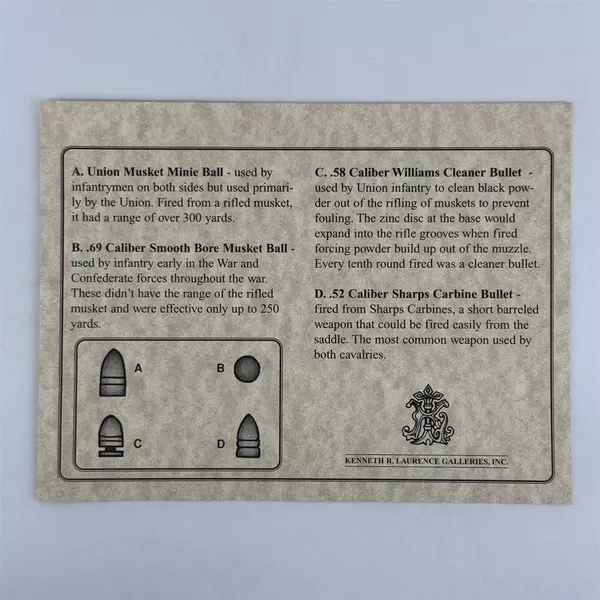 A. Union Musket Minie Ball - used by
infantrymen on both sides but used primari-
ly by the Union. Fired from a rifled musket,
it had a range of over 300 yards.
B. .69 Caliber Smooth Bore Musket Ball -
used by infantry early in the War and
Confederate forces throughout the war.
These didn't have the range of the rifled
musket and were effective only up to 250
yards.
A
B
C
D
C. .58 Caliber Williams Cleaner Bullet -
used by Union infantry to clean black pow-
der out of the rifling of muskets to prevent
fouling. The zinc disc at the base would
expand into the rifle grooves when fired
forcing powder build up out of the muzzle.
Every tenth round fired was a cleaner bullet.
D. .52 Caliber Sharps Carbine Bullet -
fired from Sharps Carbines, a short barreled
weapon that could be fired easily from the
saddle. The most common weapon used by
both cavalries.
KENNETH R. LAURENCE GALLERIES, INC.